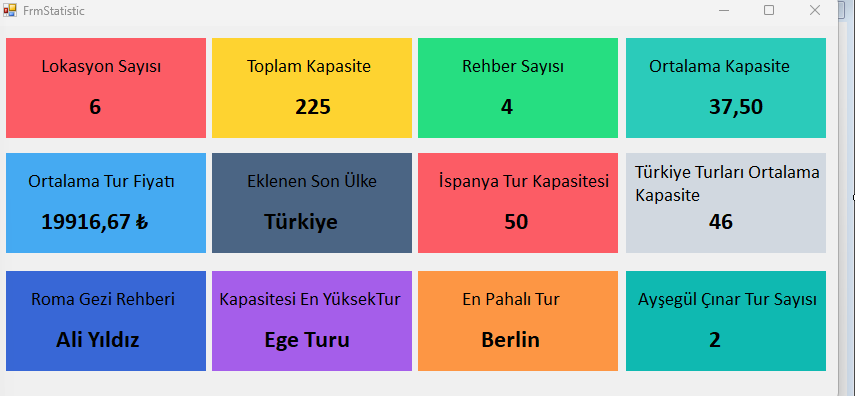 FrmStatistic
Lokasyon Sayısı
6
Toplam Kapasite
225
Rehber Sayısı
4
Ortalama Kapasite
37,50
Ortalama Tur Fiyatı
19916,67 ₺
Eklenen Son Ülke
Türkiye
İspanya Tur Kapasitesi
50
Türkiye Turları Ortalama
Kapasite
46
Roma Gezi Rehberi
Ali Yıldız
Kapasitesi En YüksekTur
Ege Turu
En Pahalı Tur
Berlin
Ayşegül Çınar Tur Sayısı
2